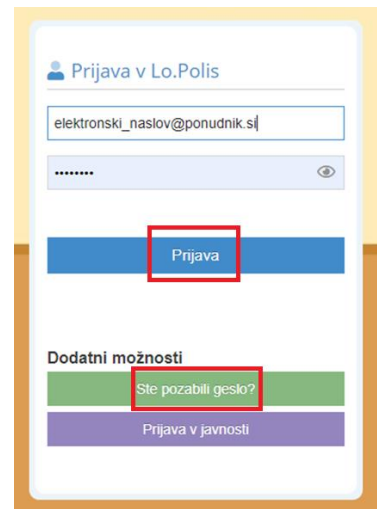 Prijava v Lo.Polis
elektronski_naslov@ponudnik.si
••••••••
Prijava
Dodatni možnosti
Ste pozabili geslo?
Prijava v javnosti